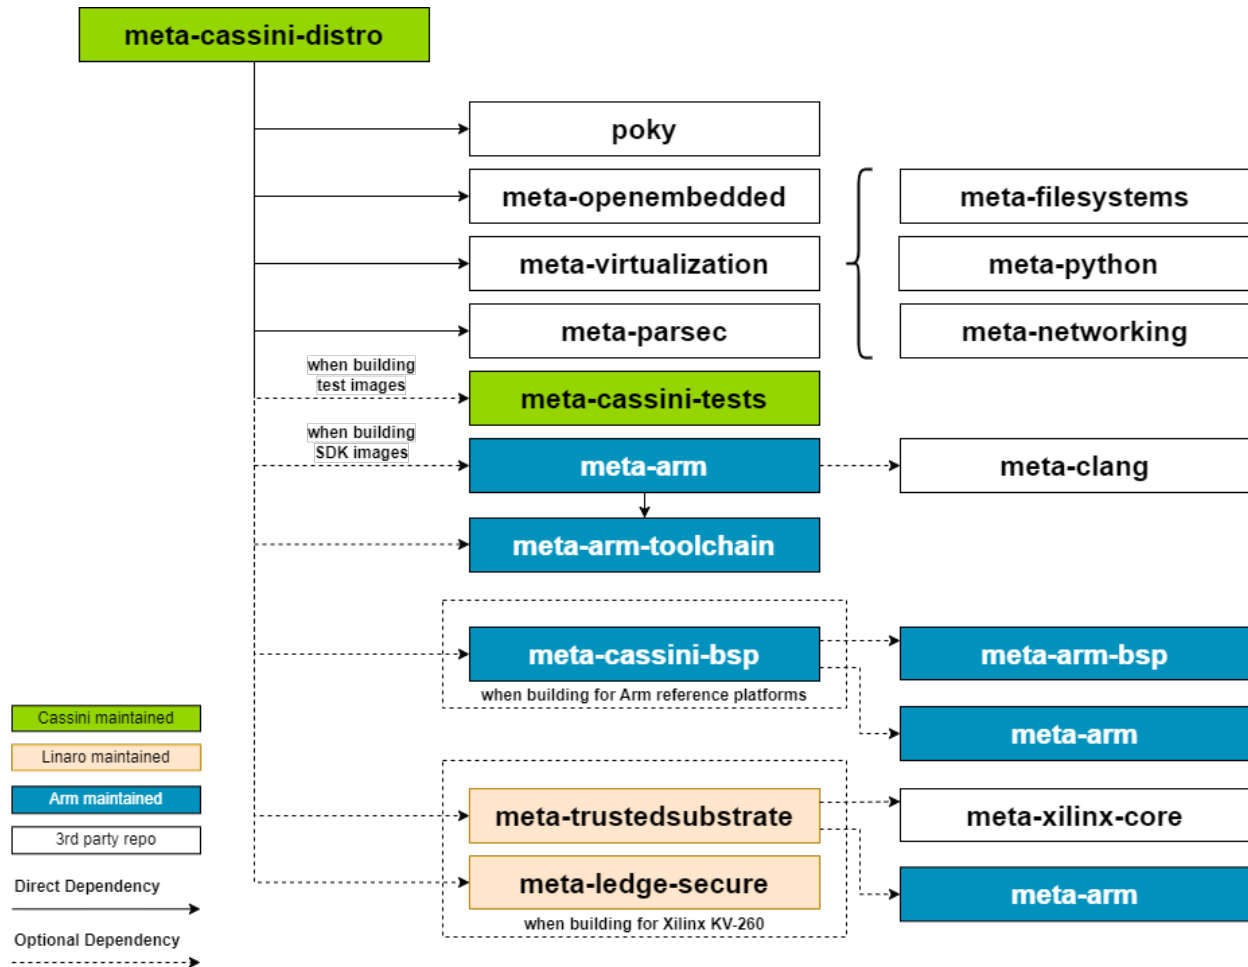 meta-cassini-distro
poky
meta-openembedded
meta-filesystems
meta-virtualization
meta-python
meta-parsec
meta-networking
when building
test images
meta-cassini-tests
when building
SDK images
meta-arm
meta-clang
meta-arm-toolchain
meta-cassini-bsp
meta-arm-bsp
when building for Arm reference platforms
meta-arm
Cassini maintained
Linaro maintained
Arm maintained
3rd party repo
Direct Dependency
Optional Dependency
meta-trustedsubstrate
meta-xilinx-core
meta-ledge-secure
meta-arm
when building for Xilinx KV-260